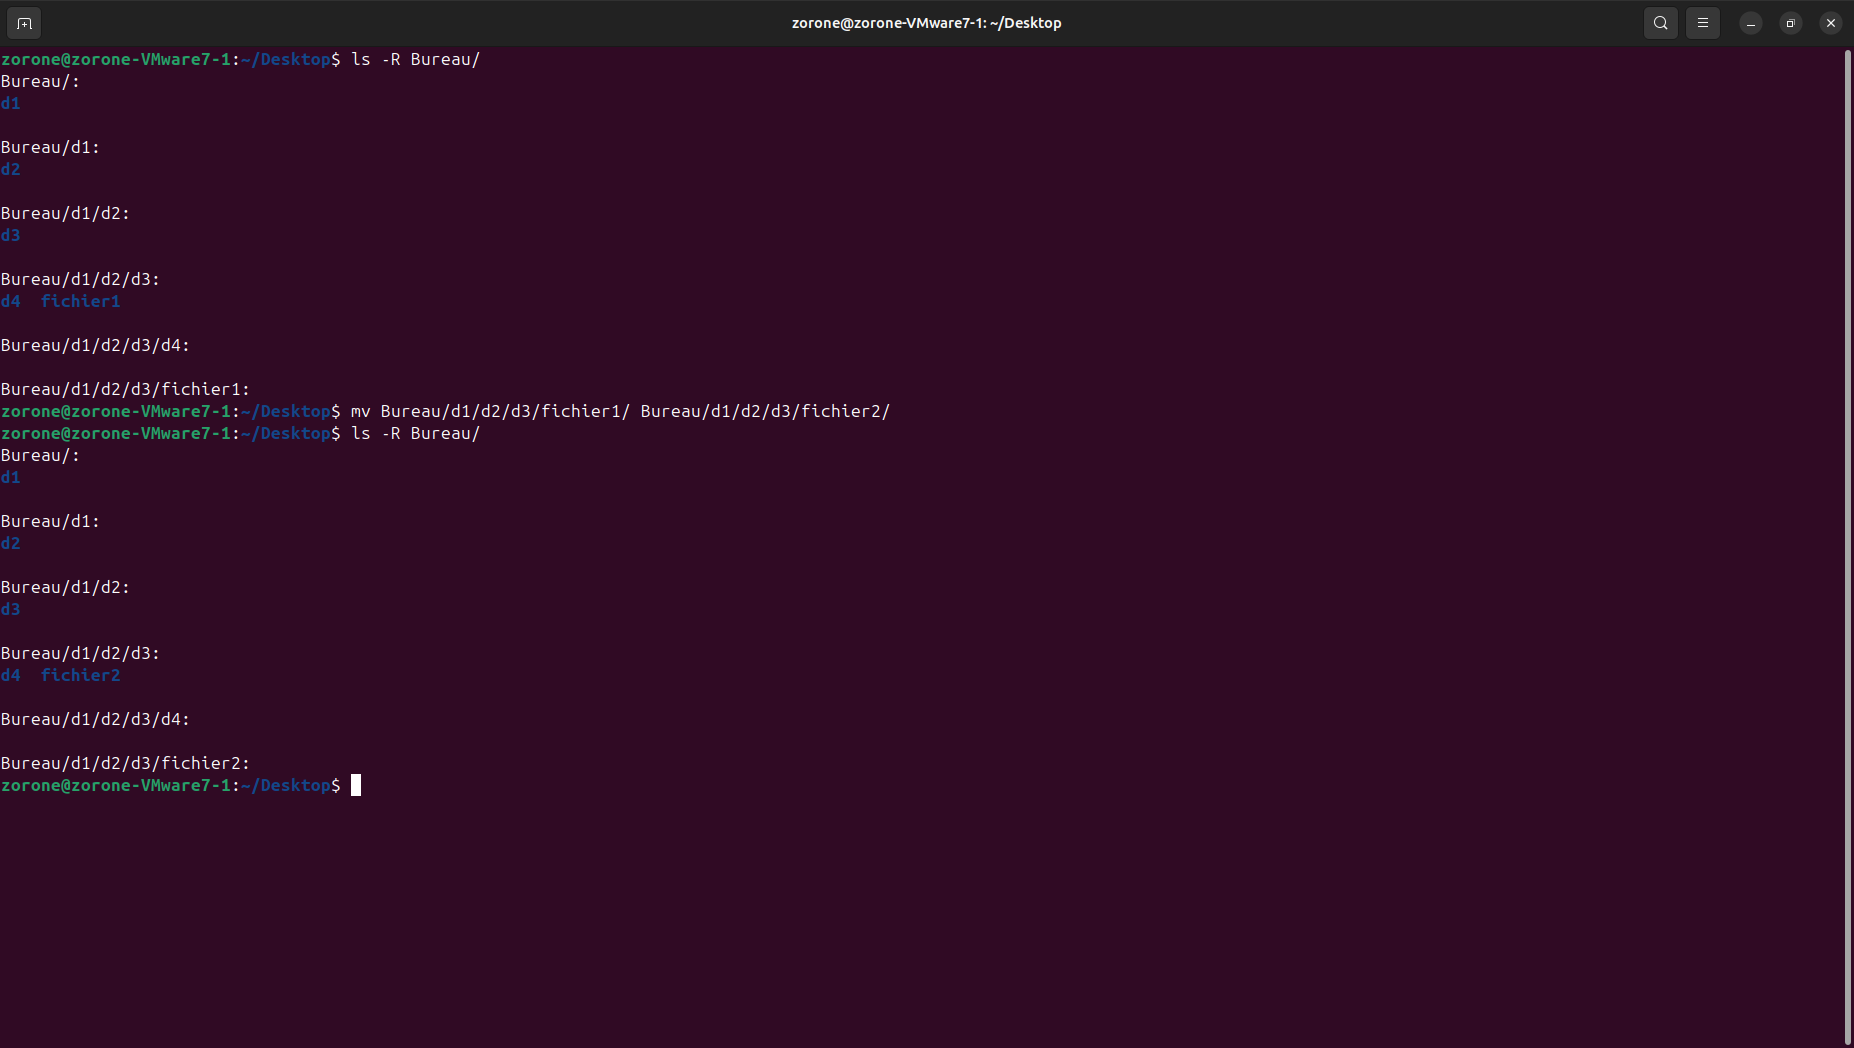 zorone@zorone-VMware7-1: ~/Desktop
zorone@zorone-VMware7-1:~/Desktop$ ls -R Bureau/
Bureau/:
d1
Bureau/d1:
d2
Bureau/d1/d2:
d3
Bureau/d1/d2/d3:
d4  fichier1
Bureau/d1/d2/d3/d4:
Bureau/d1/d2/d3/fichier1:
zorone@zorone-VMware7-1:~/Desktop$ mv Bureau/d1/d2/d3/fichier1/ Bureau/d1/d2/d3/fichier2/
zorone@zorone-VMware7-1:~/Desktop$ ls -R Bureau/
Bureau/:
d1
Bureau/d1:
d2
Bureau/d1/d2:
d3
Bureau/d1/d2/d3:
d4  fichier2
Bureau/d1/d2/d3/d4:
Bureau/d1/d2/d3/fichier2:
zorone@zorone-VMware7-1:~/Desktop$